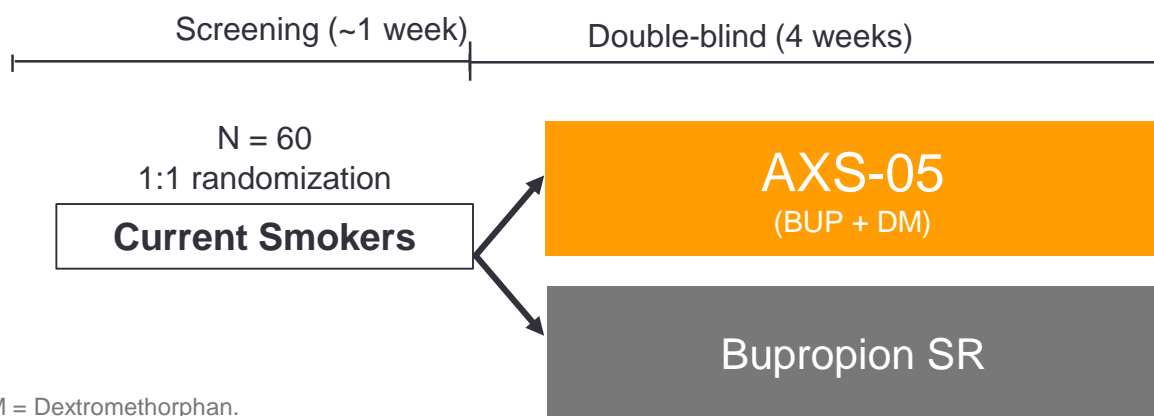 Screening (~1 week)
Double-blind (4 weeks)
N = 60
1:1 randomization
Current Smokers
AXS-05
(BUP + DM)
Bupropion SR
= Dextromethorphan.